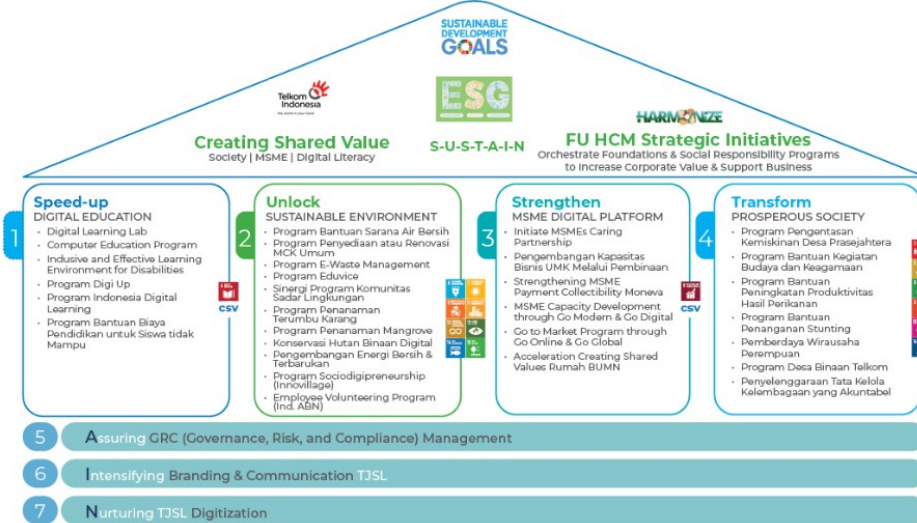 SUSTAINABLE
DEVELOPMENT
GOALS
Telkom
Indonesia
the world in your hand
ESG
HARMONIZE
Creating Shared Value
Society | MSME | Digital Literacy
S-U-S-T-A-I-N
FU HCM Strategic Initiatives
Orchestrate Foundations & Social Responsibility Programs
to Increase Corporate Value & Support Business
1
Speed-up
DIGITAL EDUCATION
· Digital Learning Lab
· Computer Education Program
· Indusive and Effective Learning
Environment for Disabilities
· Program Digi Up
· Program Indonesia Digital
Learning
· Program Bantuan Biaya
Pendidikan untuk Siswa tidak
Mampu
CSV
2
Unlock
SUSTAINABLE ENVIRONMENT
· Program Bantuan Sarana Air Bersih
· Program Penyediaan atau Renovasi
MCK Umum
· Program E-Waste Management
· Program Eduvice
· Sinergi Program Komunitas
Sadar Lingkungan
· Program Penanaman
Terumbu Karang
· Program Penanaman Mangrove
· Konservasi Hutan Binaan Digital
· Pengembangan Energi Bersih &
Terbarukan
· Program Sociodigipreneurship
(Innovillage)
· Employee Volunteering Program
(Ind. ABN)
3
Strengthen
MSME DIGITAL PLATFORM
· Initiate MSMEs Caring
Partnership
· Pengembangan Kapasitas
Bisnis UMK Melalui Pembinaan
· Strengthening MSME
Payment Collectibility Moneva
· MSME Capacity Development
through Go Modern & Go Digital
· Go to Market Program through
Go Online & Go Global
· Acceleration Creating Shared
Values Rumah BUMN
CSV
4
Transform
PROSPEROUS SOCIETY
· Program Pengentasan
Kemiskinan Desa Prasejahtera
· Program Bantuan Kegiatan
Budaya dan Keagamaan
· Program Bantuan
Peningkatan Produktivitas
Hasil Perikanan
· Program Bantuan
Penanganan Stunting
· Pemberdaya Wirausaha
Perempuan
· Program Desa Binaan Telkom
· Penyelenggaraan Tata Kelola
Kelembagaan yang Akuntabel
5 Assuring GRC (Governance, Risk, and Compliance) Management
6 Intensifying Branding & Communication TJSL
7 Nurturing TJSL Digitization